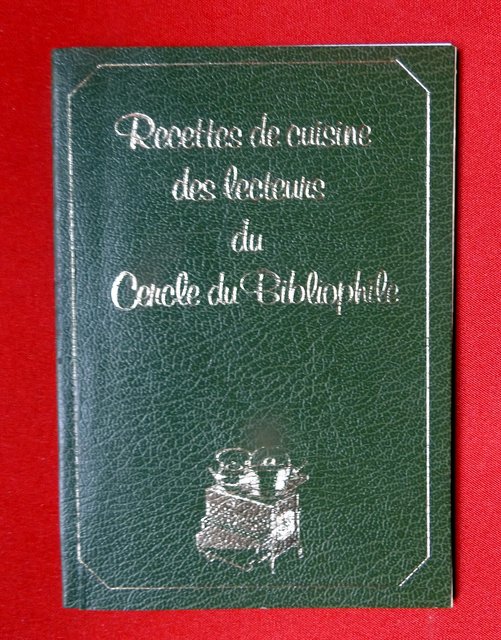 Recettes de cuisine
des lecteurs
du
Cercle du Bibliophile